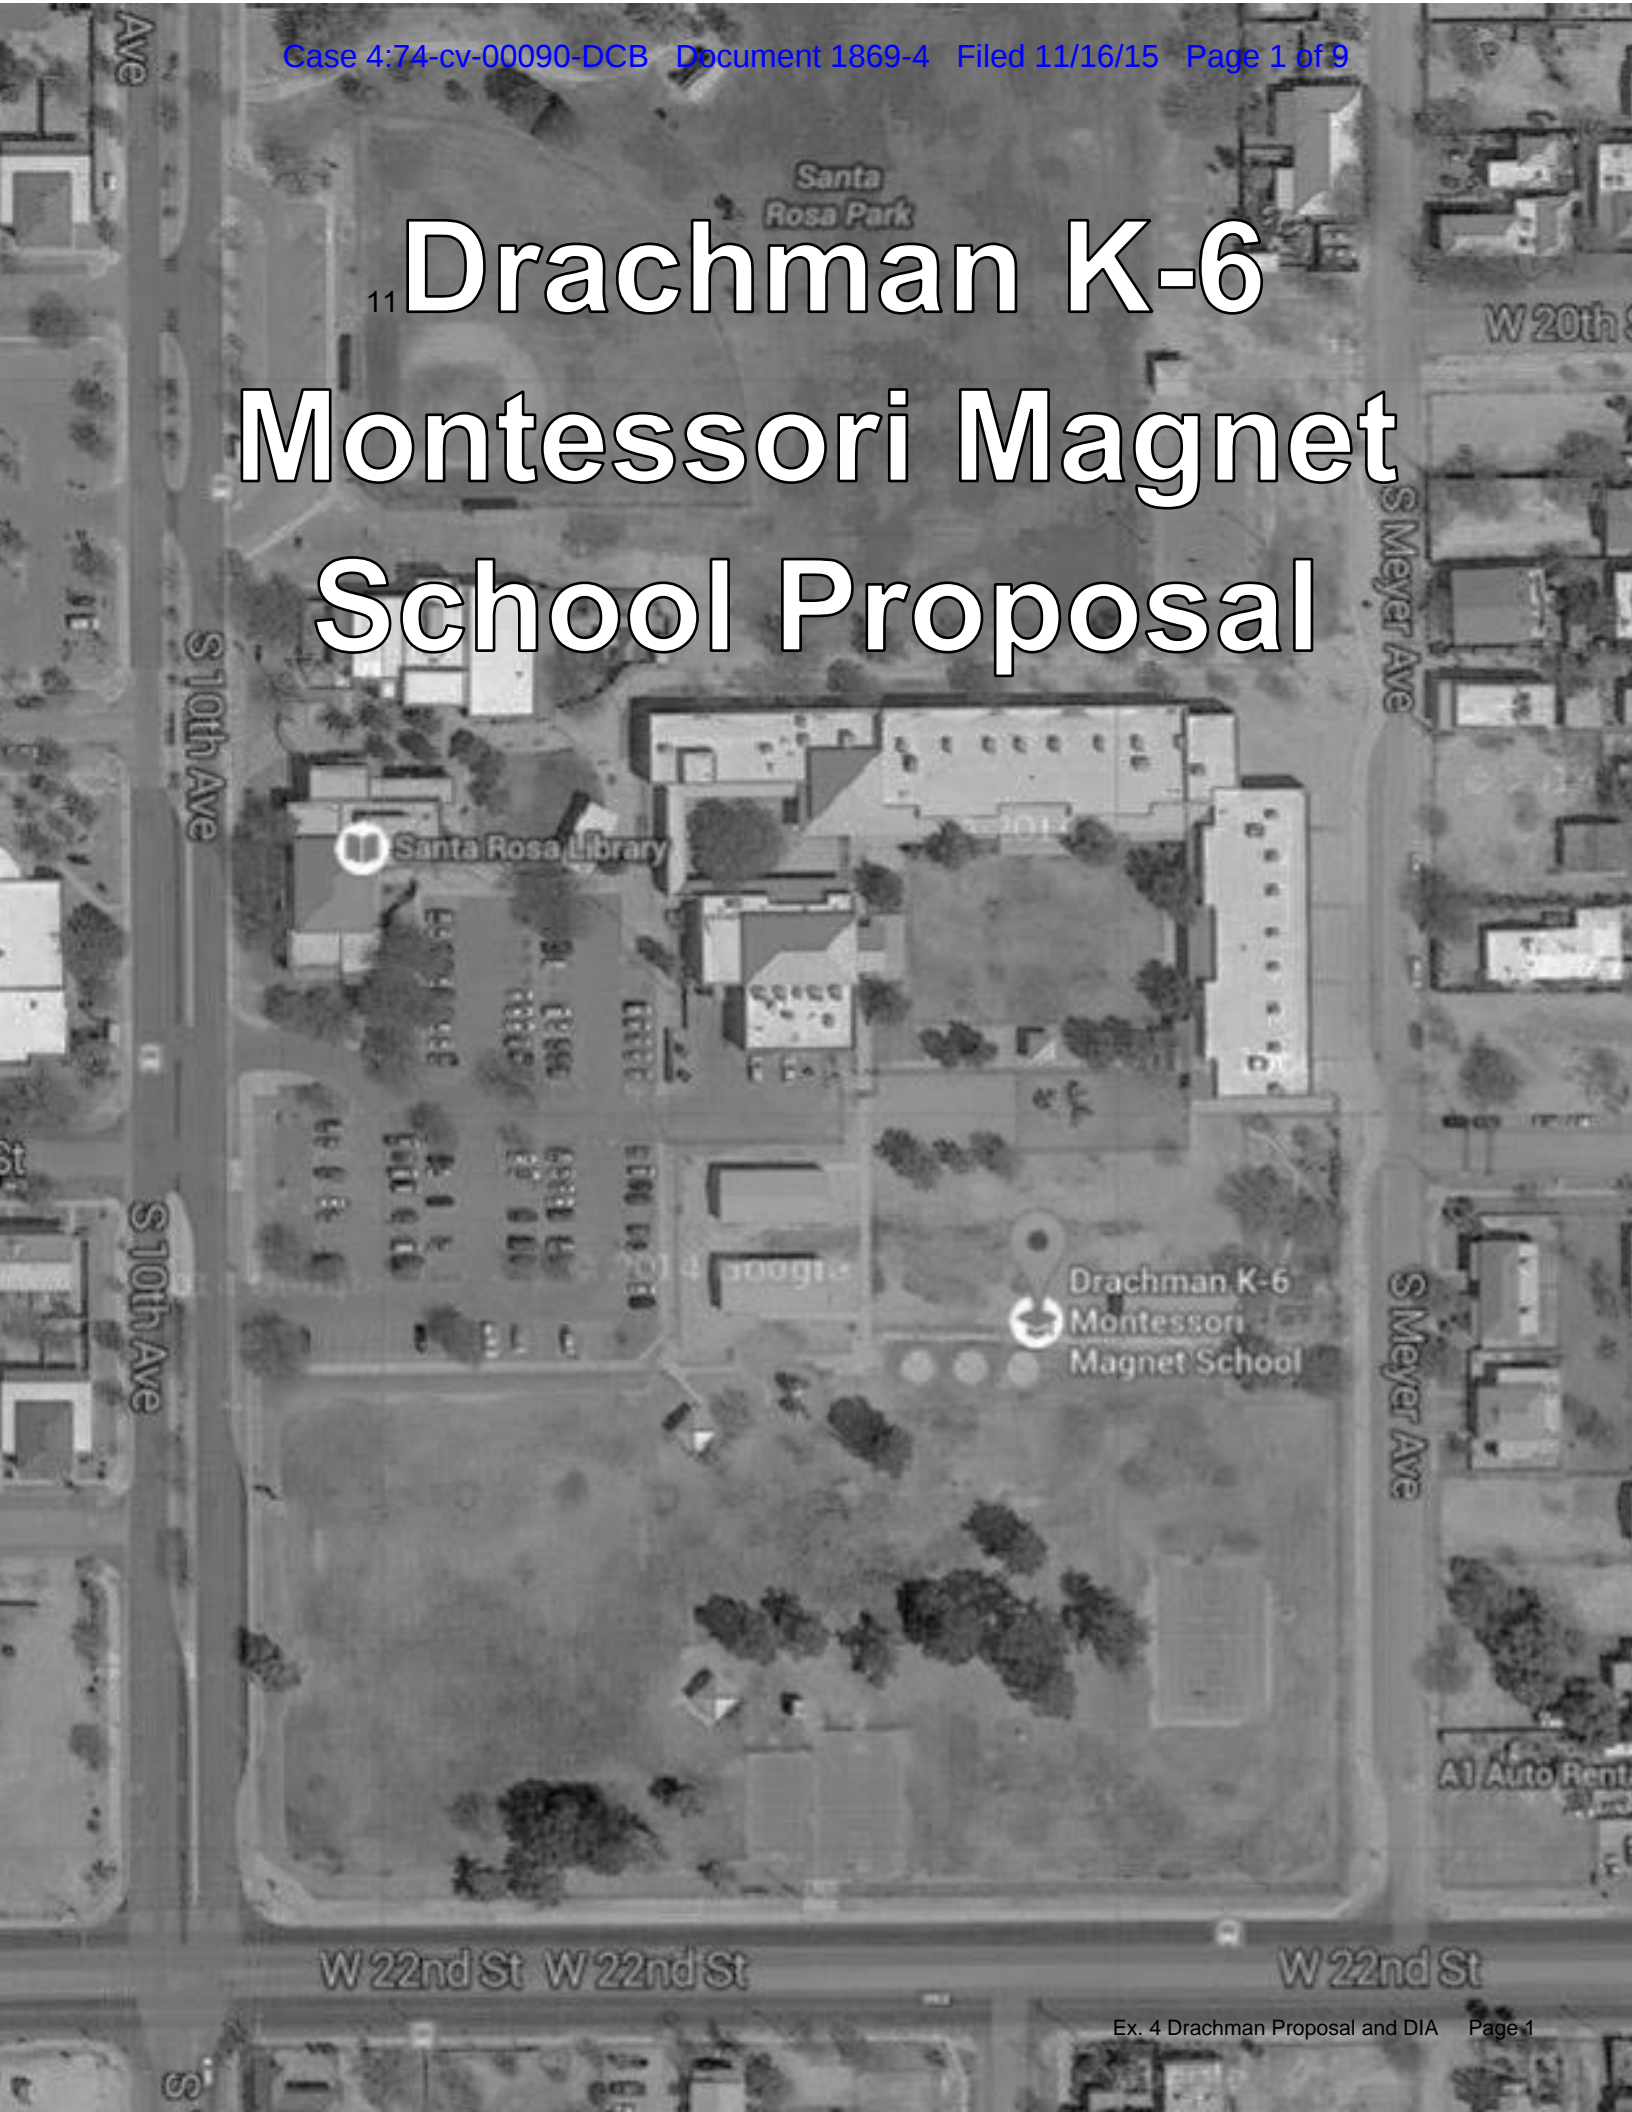 Ave
Case 4:74-cv-00090-DCB Document 1869-4 Filed 11/16/15 Page 1 of 9
Santa
Rosa Park
11
Drachman K-6
W 20th
Montessori Magnet
S Meyer Ave
School Proposal
S 10th Ave
Santa Rosa Library
St
S 10th Ave
Google
Drachman K-6
Montessori
Magnet School
S Meyer Ave
A1 Auto Rent
W 22nd St W 22nd St
W 22nd St
Ex. 4 Drachman Proposal and DIA Page 1
S